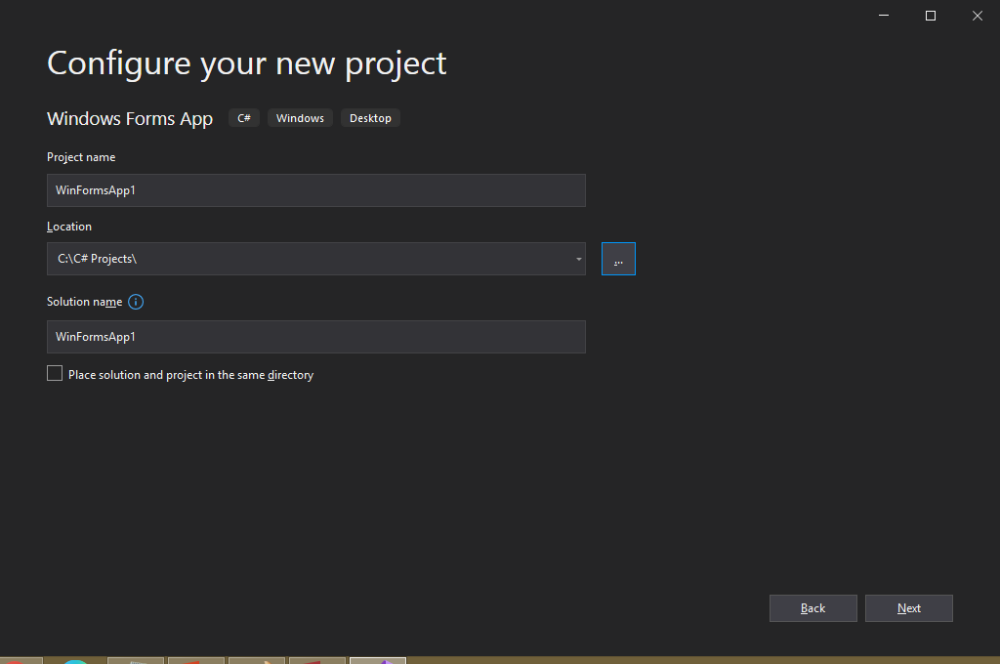 Configure your new project
Windows Forms App C# Windows Desktop
Project name
WinFormsApp1
Location
C:\C# Projects\
...
Solution name
WinFormsApp1
Place solution and project in the same directory
Back Next